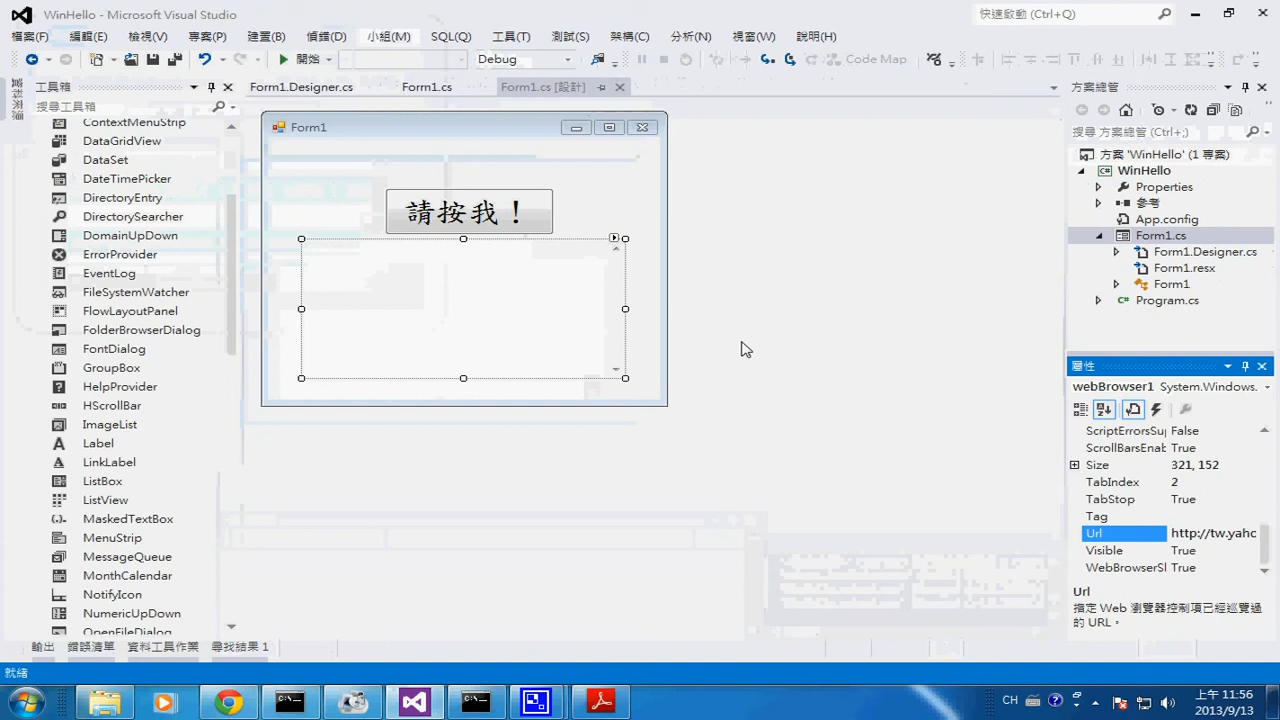 WinHello - Microsoft Visual Studio
快速啟動 (Ctrl+Q)
檔案(F) 編輯(E) 檢視(V) 專案(P) 建置(B) 偵錯(D) 小組(M) SQL(Q) 工具(T) 測試(S) 架構(C) 分析(N) 視窗(W) 說明(H)
開始 Debug Code Map
工具箱
Form1.Designer.cs Form1.cs Form1.cs [設計]
方案總管
搜尋工具箱
搜尋方案總管 (Ctrl+;)
ContextMenuStrip
DataGridView
DataSet
DateTimePicker
DirectoryEntry
DirectorySearcher
DomainUpDown
ErrorProvider
EventLog
FileSystemWatcher
FlowLayoutPanel
FolderBrowserDialog
FontDialog
GroupBox
HelpProvider
HScrollBar
ImageList
Label
LinkLabel
ListBox
ListView
MaskedTextBox
MenuStrip
MessageQueue
MonthCalendar
NotifyIcon
NumericUpDown
OpenFileDialog
Form1
請按我！
方案 'WinHello' (1 專案)
WinHello
Properties
參考
App.config
Form1.cs
Form1.Designer.cs
Form1.resx
Form1
Program.cs
屬性
webBrowser1 System.Windows.
ScriptErrorsSu False
ScrollBarsEnab True
Size 321, 152
TabIndex 2
TabStop True
Tag
Url http://tw.yahc
Visible True
WebBrowserSl True
Url
指定 Web 瀏覽器控制項已經巡覽過
的 URL。
輸出 錯誤清單 資料工具作業 尋找結果 1
就緒
CH
上午 11:56
2013/9/13